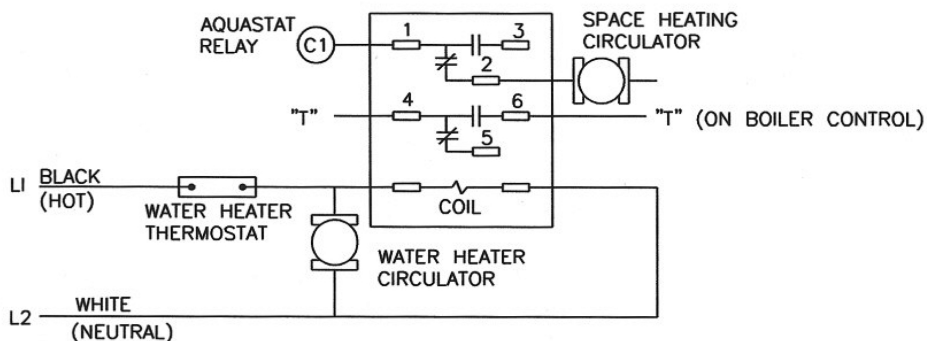 AQUASTAT
RELAY
C1
1
3
2
SPACE HEATING
CIRCULATOR
"T"
4
6
5
"T" (ON BOILER CONTROL)
L1
BLACK
(HOT)
WATER HEATER
THERMOSTAT
COIL
WATER HEATER
CIRCULATOR
L2
WHITE
(NEUTRAL)